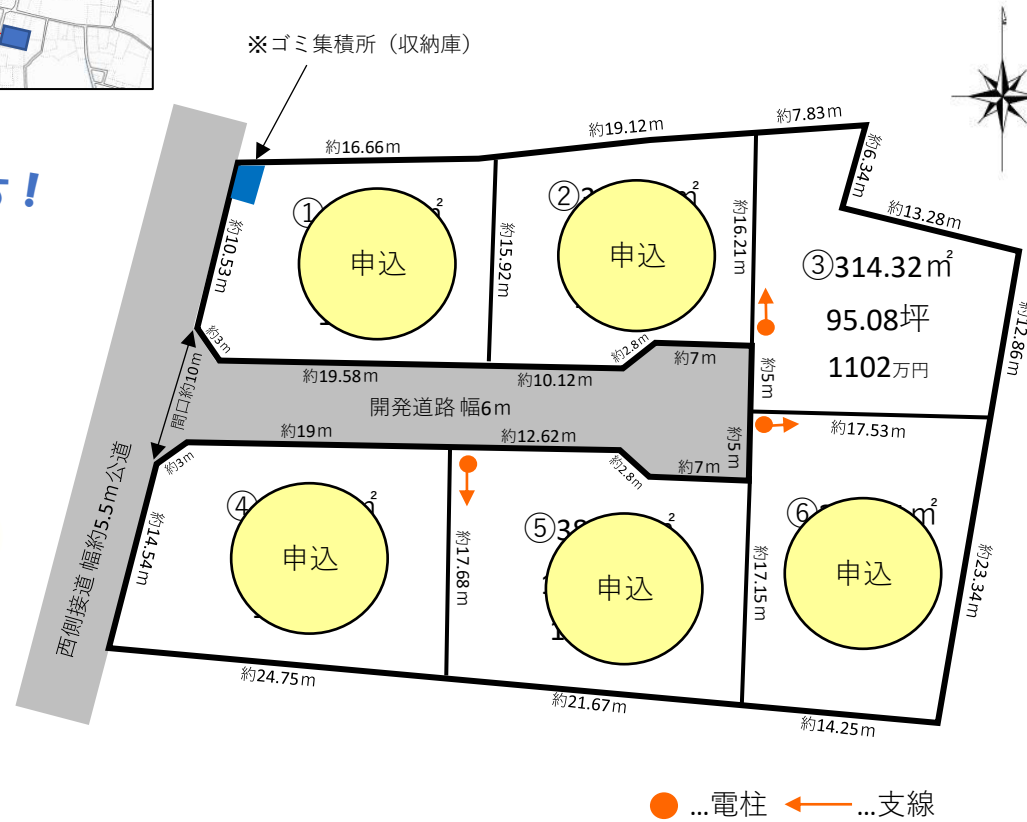 ※ゴミ集積所（収納庫）
約16.66m
約19.12m
約7.83m
約6.34m
約13.28m
約12.86m
約10.53m
①
㎡
申込
約15.92m
②
㎡
申込
約16.21m
③314.32㎡
95.08坪
1102万円
約3m
約19.58m
約10.12m
約2.8m
約7m
約5m
間口約10m
開発道路 幅6m
約3m
約19m
約12.62m
約2.8m
約7m
約5m
約17.53m
西側接道 幅約5.5m公道
約14.54m
④
㎡
申込
約17.68m
⑤38
㎡
申込
約17.15m
⑥
㎡
申込
約23.34m
約24.75m
約21.67m
約14.25m
...電柱
...支線